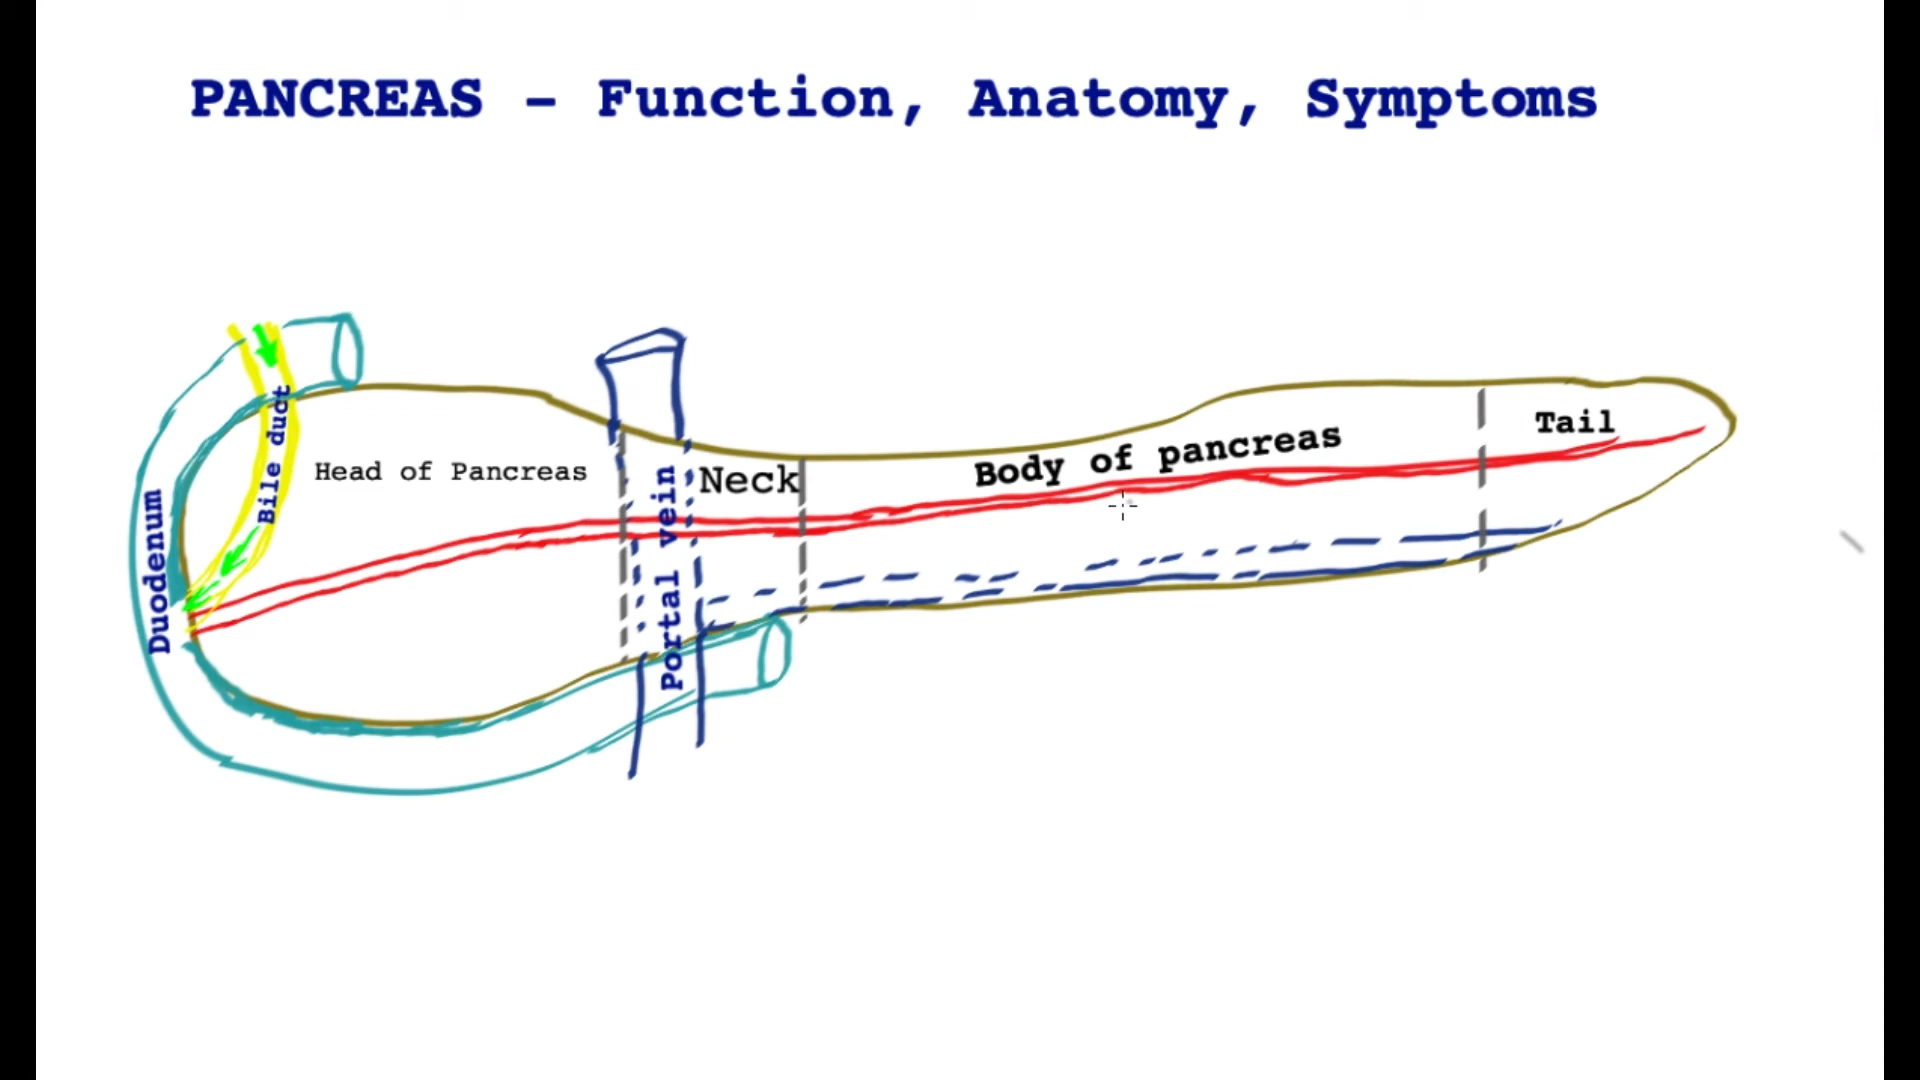 PANCREAS - Function, Anatomy, Symptoms
Duodenum
Bile duct
Head of Pancreas
Portal vein
Neck
Body of pancreas
Tail